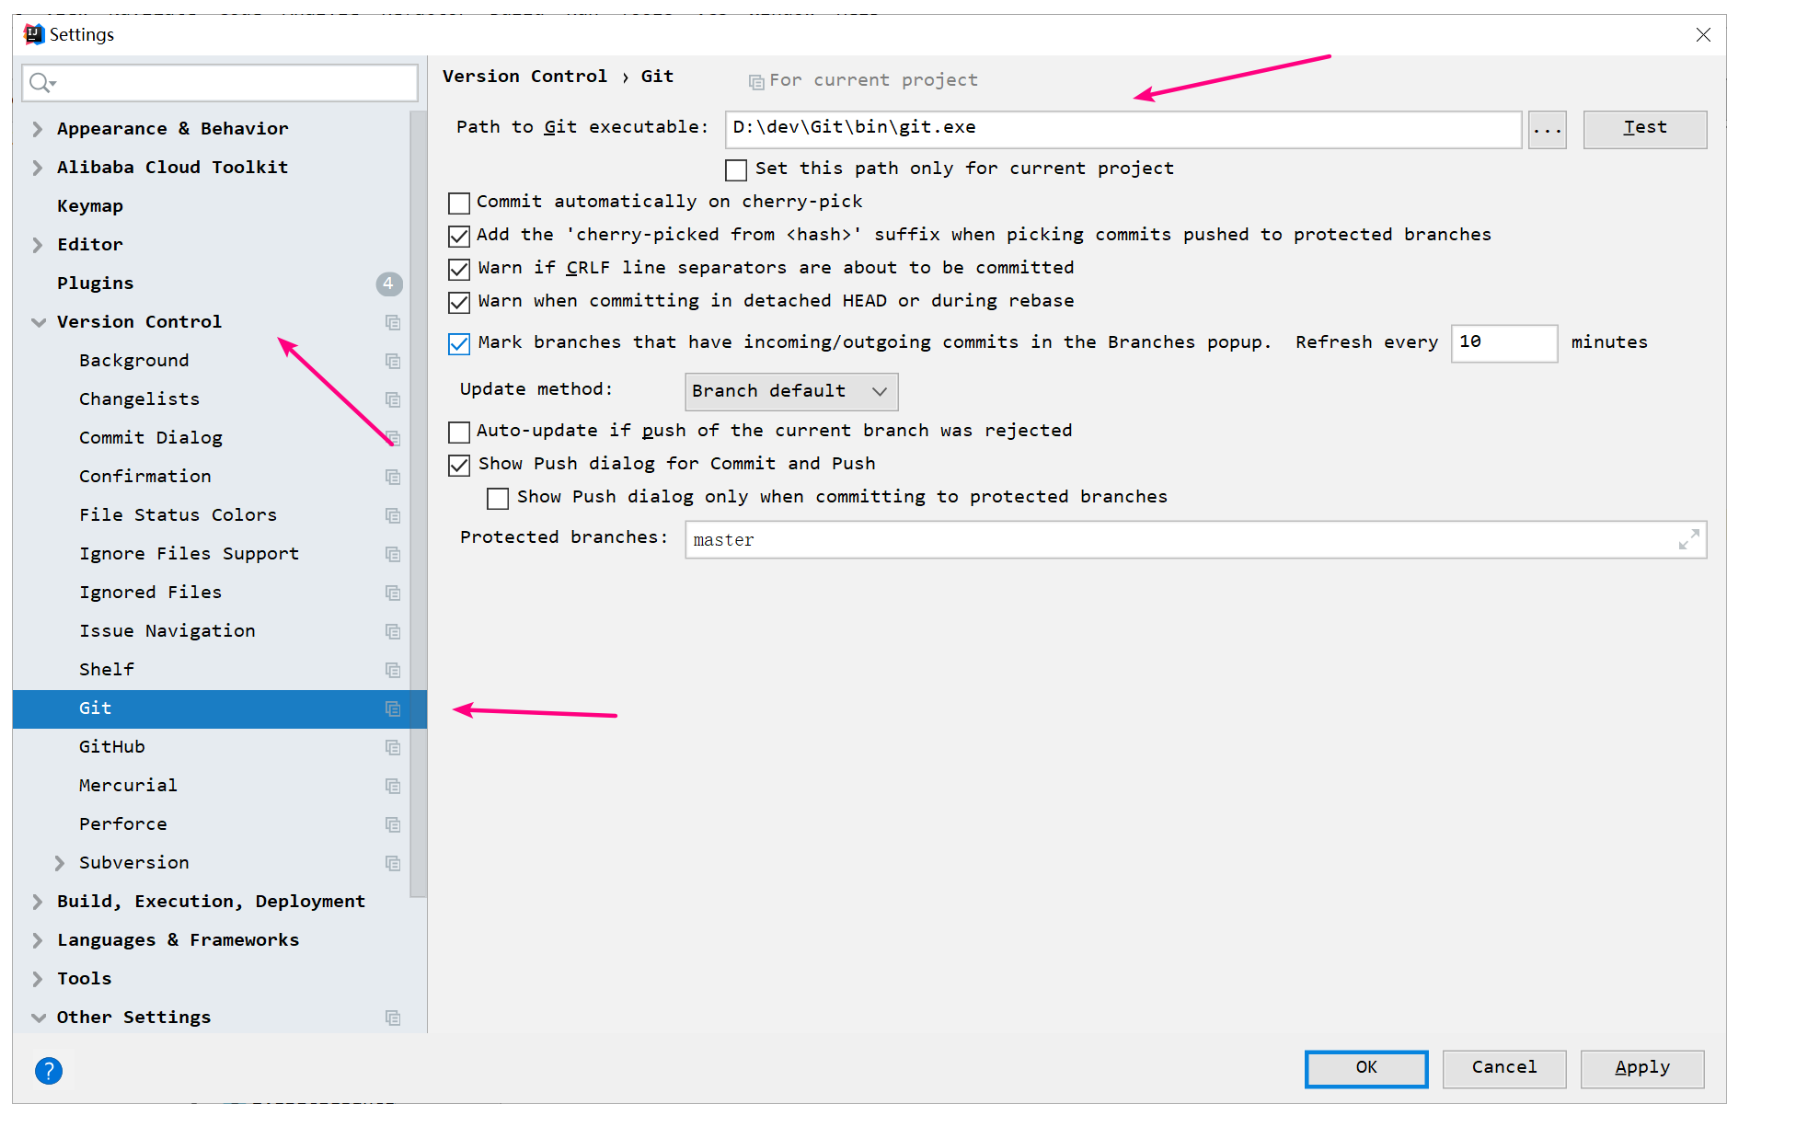 Settings
Appearance & Behavior
Alibaba Cloud Toolkit
Keymap
Editor
Plugins 4
Version Control
Background
Changelists
Commit Dialog
Confirmation
File Status Colors
Ignore Files Support
Ignored Files
Issue Navigation
Shelf
Git
GitHub
Mercurial
Perforce
Subversion
Build, Execution, Deployment
Languages & Frameworks
Tools
Other Settings
Version Control › Git For current project
Path to Git executable: D:\dev\Git\bin\git.exe ... Test
Set this path only for current project
Commit automatically on cherry-pick
Add the 'cherry-picked from <hash>' suffix when picking commits pushed to protected branches
Warn if CRLF line separators are about to be committed
Warn when committing in detached HEAD or during rebase
Mark branches that have incoming/outgoing commits in the Branches popup. Refresh every 10 minutes
Update method: Branch default
Auto-update if push of the current branch was rejected
Show Push dialog for Commit and Push
Show Push dialog only when committing to protected branches
Protected branches: master
? OK Cancel Apply